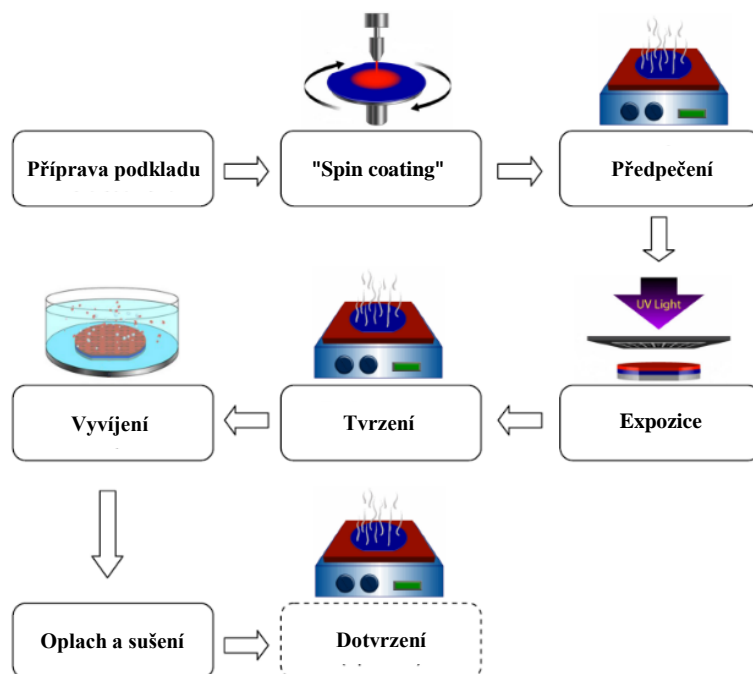 Příprava podkladu
"Spin coating"
Předpečení
UV Light
Vyvíjení
Tvrzení
Expozice
Oplach a sušení
Dotvrzení